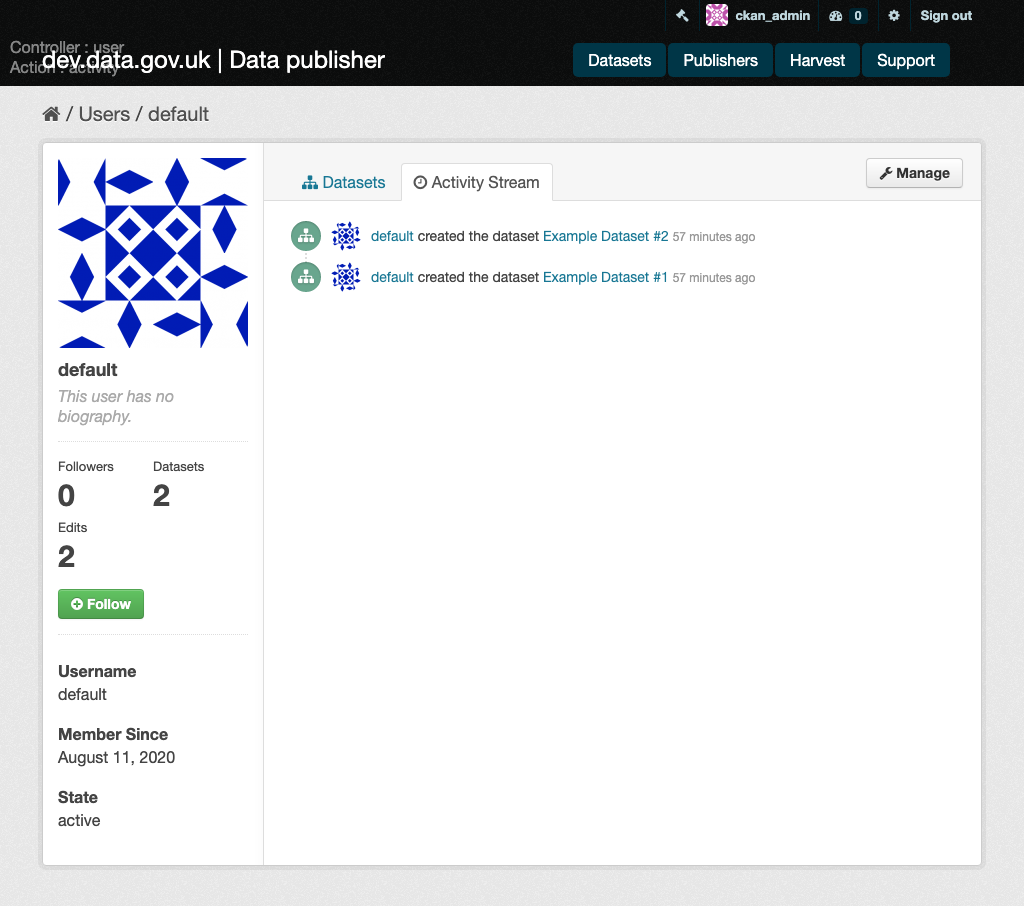 ckan_admin 0 Sign out
Controller : user
Action : activity
dev.data.gov.uk | Data publisher
Datasets Publishers Harvest Support
/ Users / default
Datasets Activity Stream Manage
default created the dataset Example Dataset #2 57 minutes ago
default created the dataset Example Dataset #1 57 minutes ago
default
This user has no
biography.
Followers Datasets
0 2
Edits
2
Follow
Username
default
Member Since
August 11, 2020
State
active